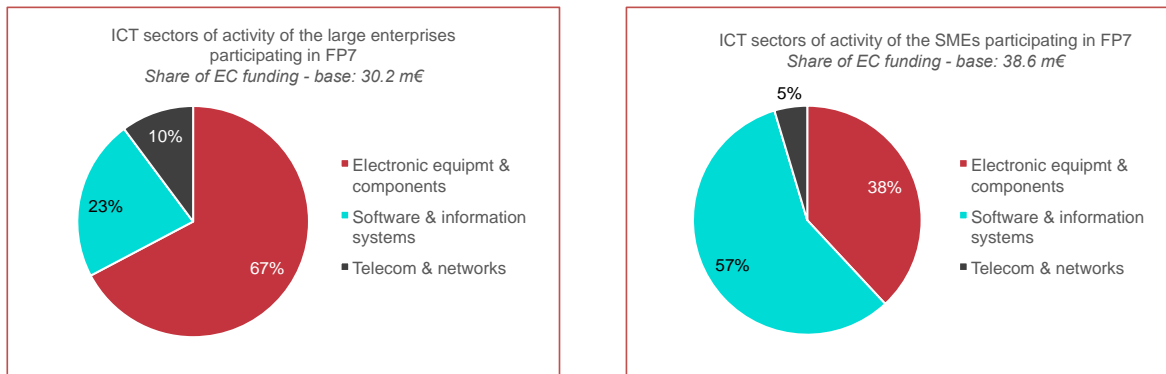 ICT sectors of activity of the large enterprises
participating in FP7
Share of EC funding - base: 30.2 m€
10%
23%
67%
Electronic equipmt &
components
Software & information
systems
Telecom & networks
ICT sectors of activity of the SMEs participating in FP7
Share of EC funding - base: 38.6 m€
5%
38%
57%
Electronic equipmt &
components
Software & information
systems
Telecom & networks